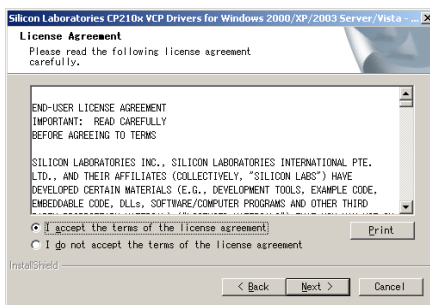 Silicon Laboratories CP210x VCP Drivers for Windows 2000/XP/2003 Server/Vista - ...
License Agreement
Please read the following license agreement
carefully.
END-USER LICENSE AGREEMENT
IMPORTANT: READ CAREFULLY
BEFORE AGREEING TO TERMS
SILICON LABORATORIES INC., SILICON LABORATORIES INTERNATIONAL PTE.
LTD., AND THEIR AFFILIATES (COLLECTIVELY, "SILICON LABS") HAVE
DEVELOPED CERTAIN MATERIALS (E.G., DEVELOPMENT TOOLS, EXAMPLE CODE,
EMBEDDABLE CODE, DLLs, SOFTWARE/COMPUTER PROGRAMS AND OTHER THIRD
I accept the terms of the license agreement
Print
I do not accept the terms of the license agreement
InstallShield
< Back
Next >
Cancel